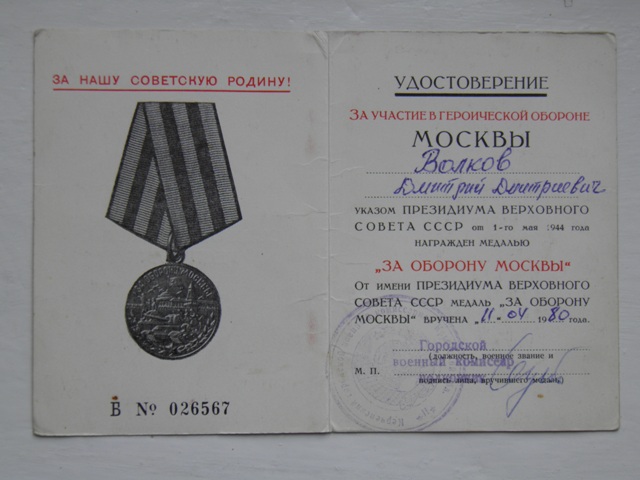 ЗА НАШУ СОВЕТСКУЮ РОДИНУ!
В № 026567
УДОСТОВЕРЕНИЕ
ЗА УЧАСТИЕ В ГЕРОИЧЕСКОЙ ОБОРОНЕ
МОСКВЫ
Волков
Дмитрий Дмитриевич
УКАЗОМ ПРЕЗИДИУМА ВЕРХОВНОГО
СОВЕТА СССР от 1-го мая 1944 года
НАГРАЖДЕН МЕДАЛЬЮ
„ЗА ОБОРОНУ МОСКВЫ“
От имени ПРЕЗИДИУМА ВЕРХОВНОГО
СОВЕТА СССР МЕДАЛЬ „ЗА ОБОРОНУ
МОСКВЫ“ ВРУЧЕНА „11“ 04 1980 года.
Городской
(должность, военное звание и
военный комиссар
М. П.
подпись лица, вручившего медаль)